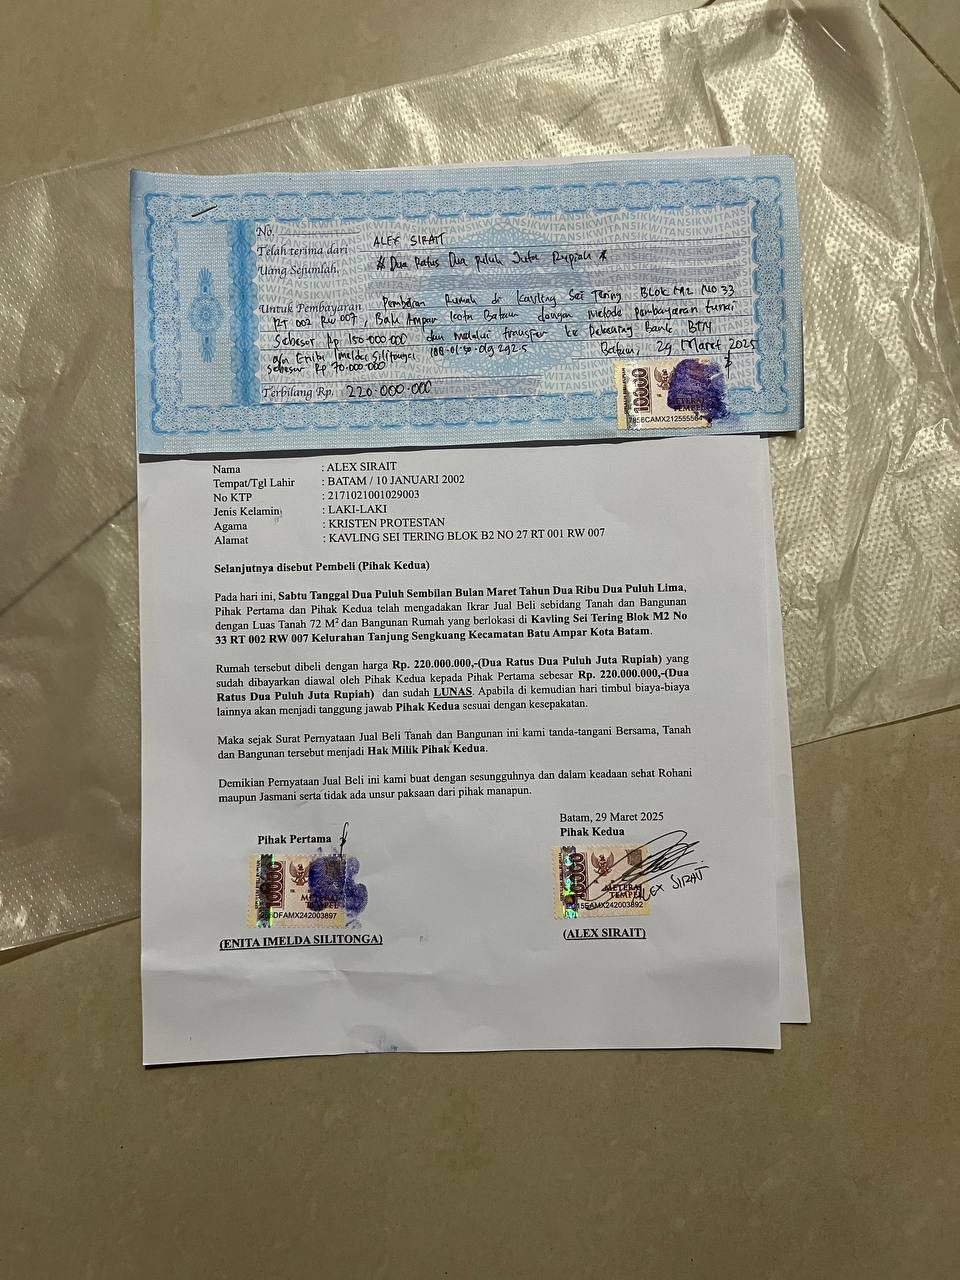 No.
Telah terima dari ALEX SIRAIT
Uang Sejumlah, # Dua Ratus Dua puluh Juta Rupiah #
Untuk Pembayaran Pembelian Rumah di Kavling Sei Tering Blok M2 No 33
RT 002 RW 007, Batu Ampar kota Batam dengan metode Pembayaran tunai
Sebesar Rp 150.000.000 dan melalui transfer ke Bank BTN
a/n Enita Imelda Silitonga
sebesar Rp 70.000.000
Batam, 29 Maret 2025
Terbilang Rp. 220.000.000
10000
METERAI
TEMPEL
Nama : ALEX SIRAIT
Tempat/Tgl Lahir : BATAM / 10 JANUARI 2002
No KTP : 2171021001029003
Jenis Kelamin : LAKI-LAKI
Agama : KRISTEN PROTESTAN
Alamat : KAVLING SEI TERING BLOK B2 NO 27 RT 001 RW 007
Selanjutnya disebut Pembeli (Pihak Kedua)
Pada hari ini, Sabtu Tanggal Dua Puluh Sembilan Bulan Maret Tahun Dua Ribu Dua Puluh Lima,
Pihak Pertama dan Pihak Kedua telah mengadakan Ikrar Jual Beli sebidang Tanah dan Bangunan
dengan Luas Tanah 72 M² dan Bangunan Rumah yang berlokasi di Kavling Sei Tering Blok M2 No
33 RT 002 RW 007 Kelurahan Tanjung Sengkuang Kecamatan Batu Ampar Kota Batam.
Rumah tersebut dibeli dengan harga Rp. 220.000.000,-(Dua Ratus Dua Puluh Juta Rupiah) yang
sudah dibayarkan diawal oleh Pihak Kedua kepada Pihak Pertama sebesar Rp. 220.000.000,-(Dua
Ratus Dua Puluh Juta Rupiah) dan sudah LUNAS. Apabila di kemudian hari timbul biaya-biaya
lainnya akan menjadi tanggung jawab Pihak Kedua sesuai dengan kesepakatan.
Maka sejak Surat Pernyataan Jual Beli Tanah dan Bangunan ini kami tanda-tangani Bersama, Tanah
dan Bangunan tersebut menjadi Hak Milik Pihak Kedua.
Demikian Pernyataan Jual Beli ini kami buat dengan sesungguhnya dan dalam keadaan sehat Rohani
maupun Jasmani serta tidak ada unsur paksaan dari pihak manapun.
Batam, 29 Maret 2025
Pihak Pertama
Pihak Kedua
10000
METERAI
TEMPEL
10000
METERAI
TEMPEL
ALEX SIRAIT
(ENITA IMELDA SILITONGA)
(ALEX SIRAIT)